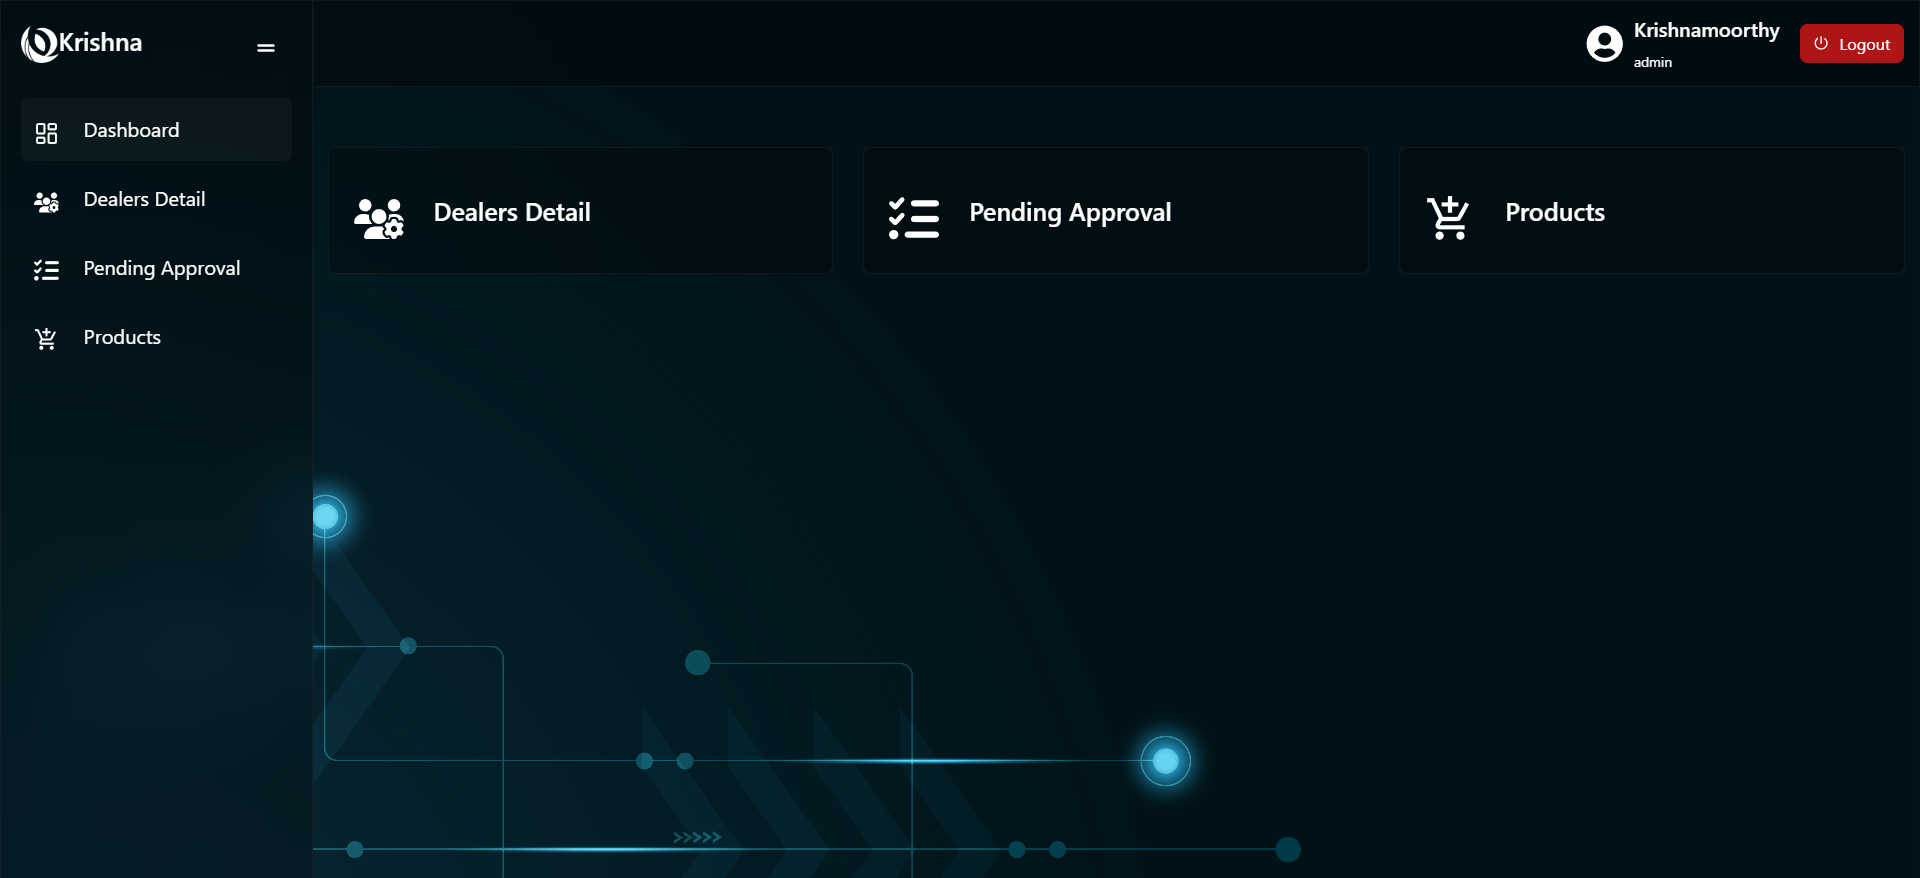 Krishna
Krishnamoorthy
admin
Logout
Dashboard
Dealers Detail
Pending Approval
Products
Dealers Detail
Pending Approval
Products